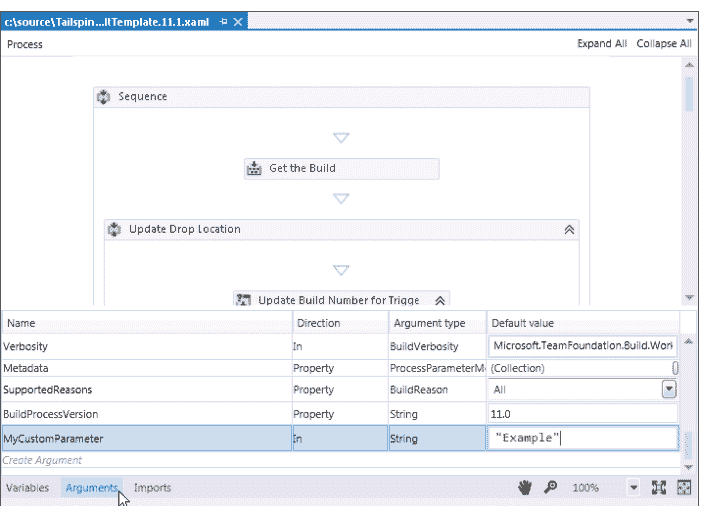 c:\source\Tailspin...ltTemplate.11.1.xaml
Process Expand All Collapse All
Sequence
Get the Build
Update Drop Location
Update Build Number for Trigge
Name Direction Argument type Default value
Verbosity In BuildVerbosity Microsoft.TeamFoundation.Build.Work
Metadata Property ProcessParameterM (Collection)
SupportedReasons Property BuildReason All
BuildProcessVersion Property String 11.0
MyCustomParameter In String "Example"
Create Argument
Variables Arguments Imports 100%